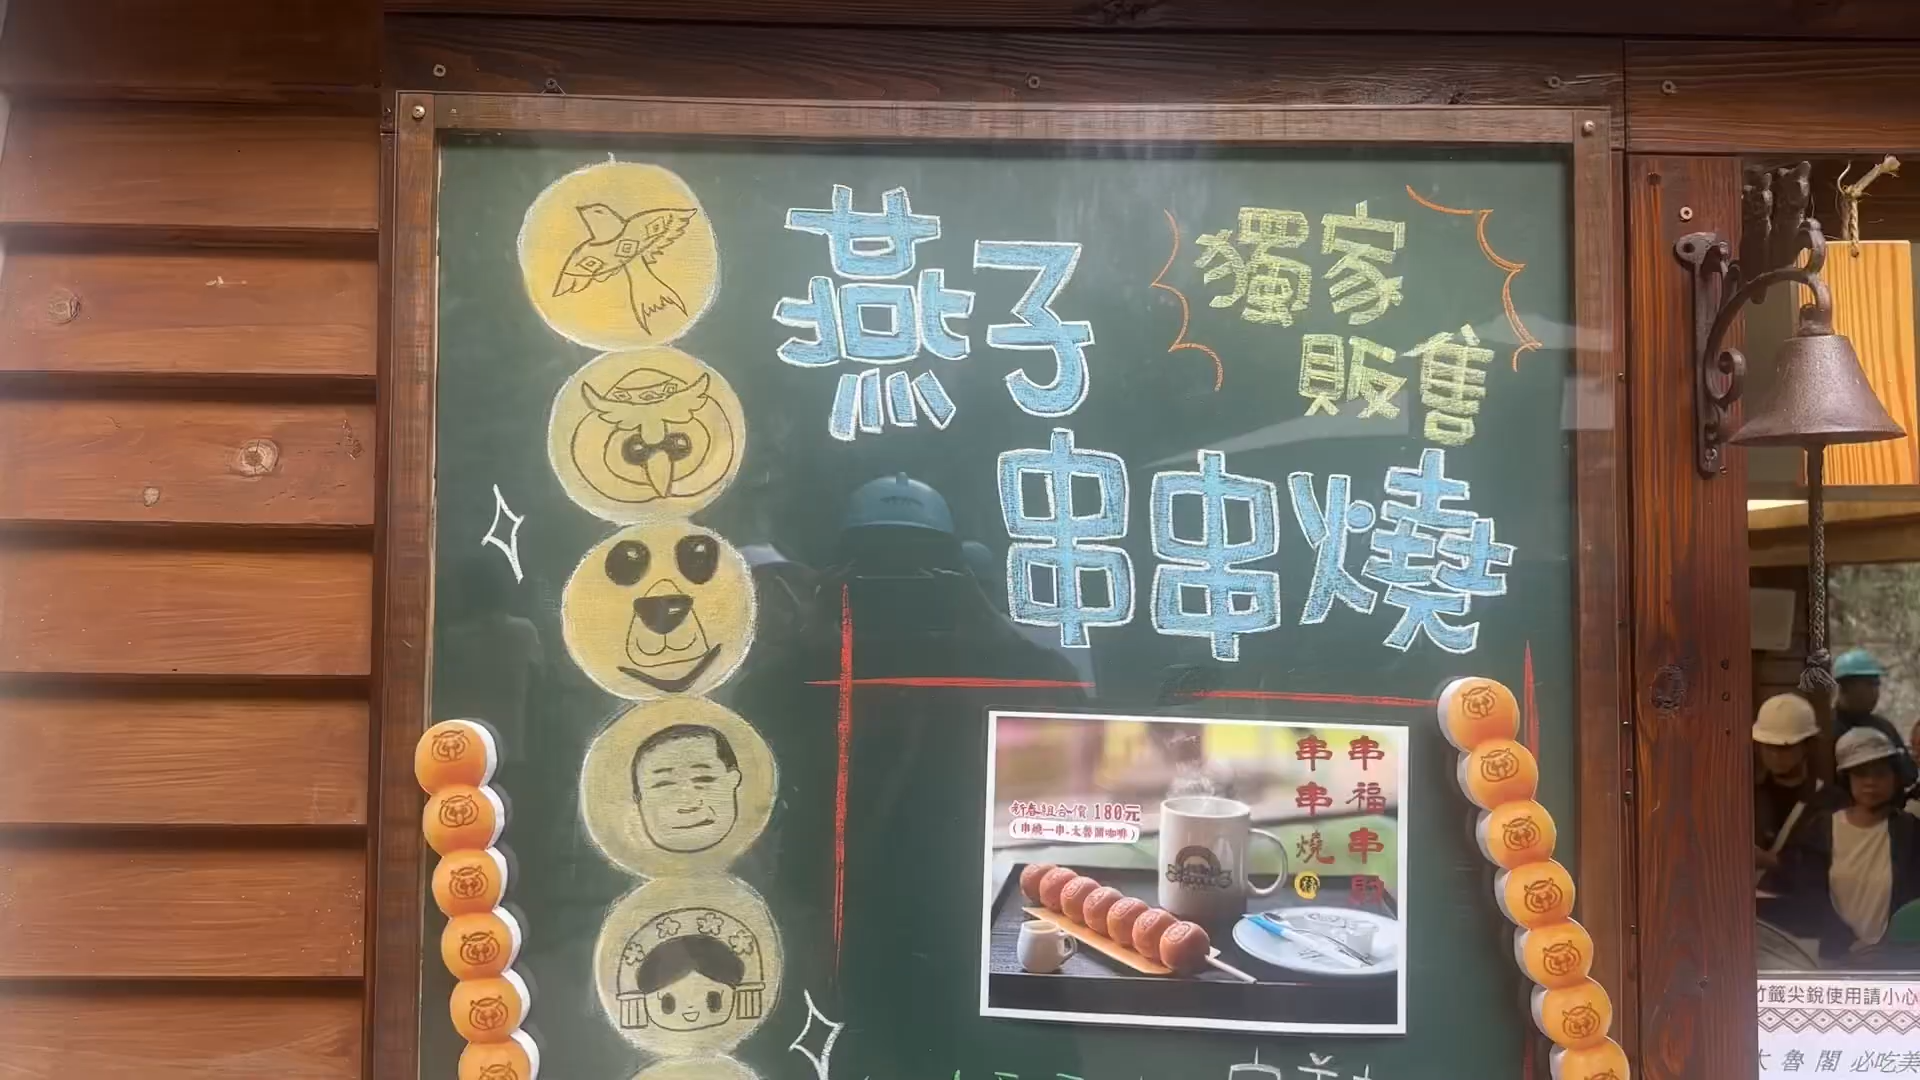 燕子
獨家
販售
串串燒
串福串財
串串燒
新春組合價 180元
(串燒一串+太魯閣咖啡)
竹籤尖銳使用請小心
太魯閣必吃美